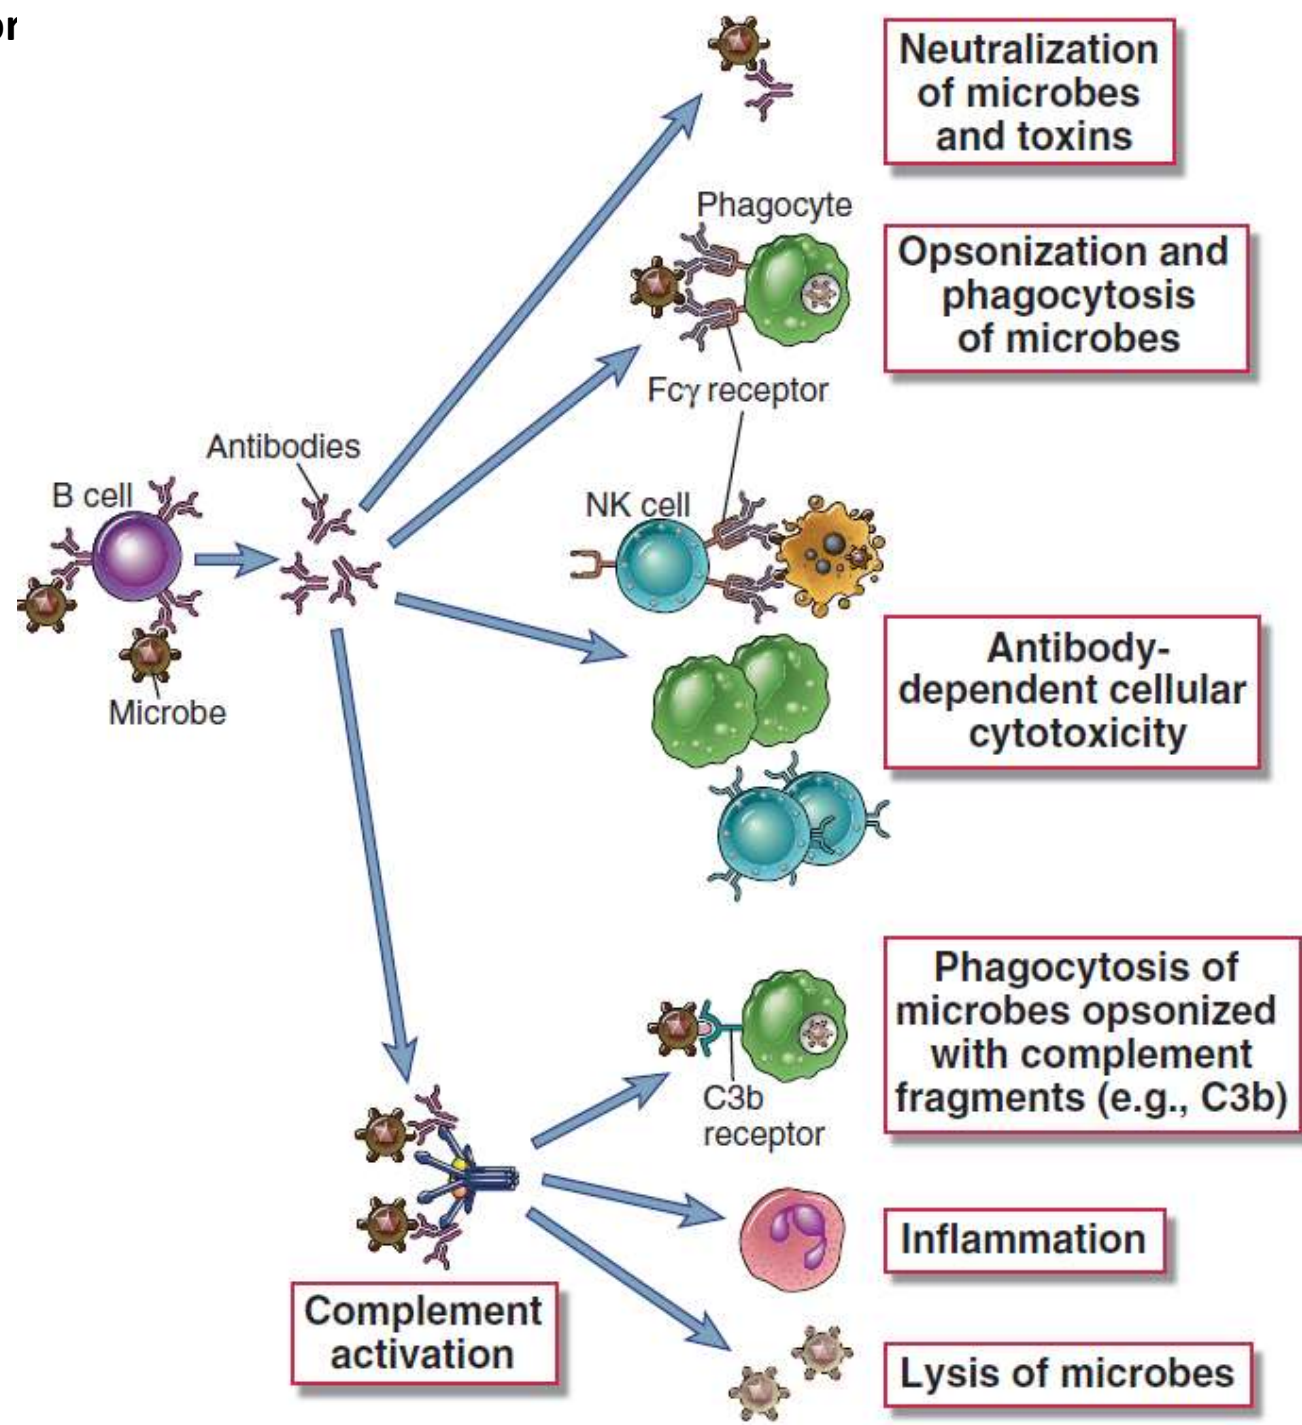 or
Neutralization
of microbes
and toxins
Phagocyte
Opsonization and
phagocytosis
of microbes
Fcγ receptor
Antibodies
B cell
NK cell
Microbe
Antibody-
dependent cellular
cytotoxicity
Phagocytosis of
microbes opsonized
with complement
fragments (e.g., C3b)
C3b
receptor
Inflammation
Complement
activation
Lysis of microbes